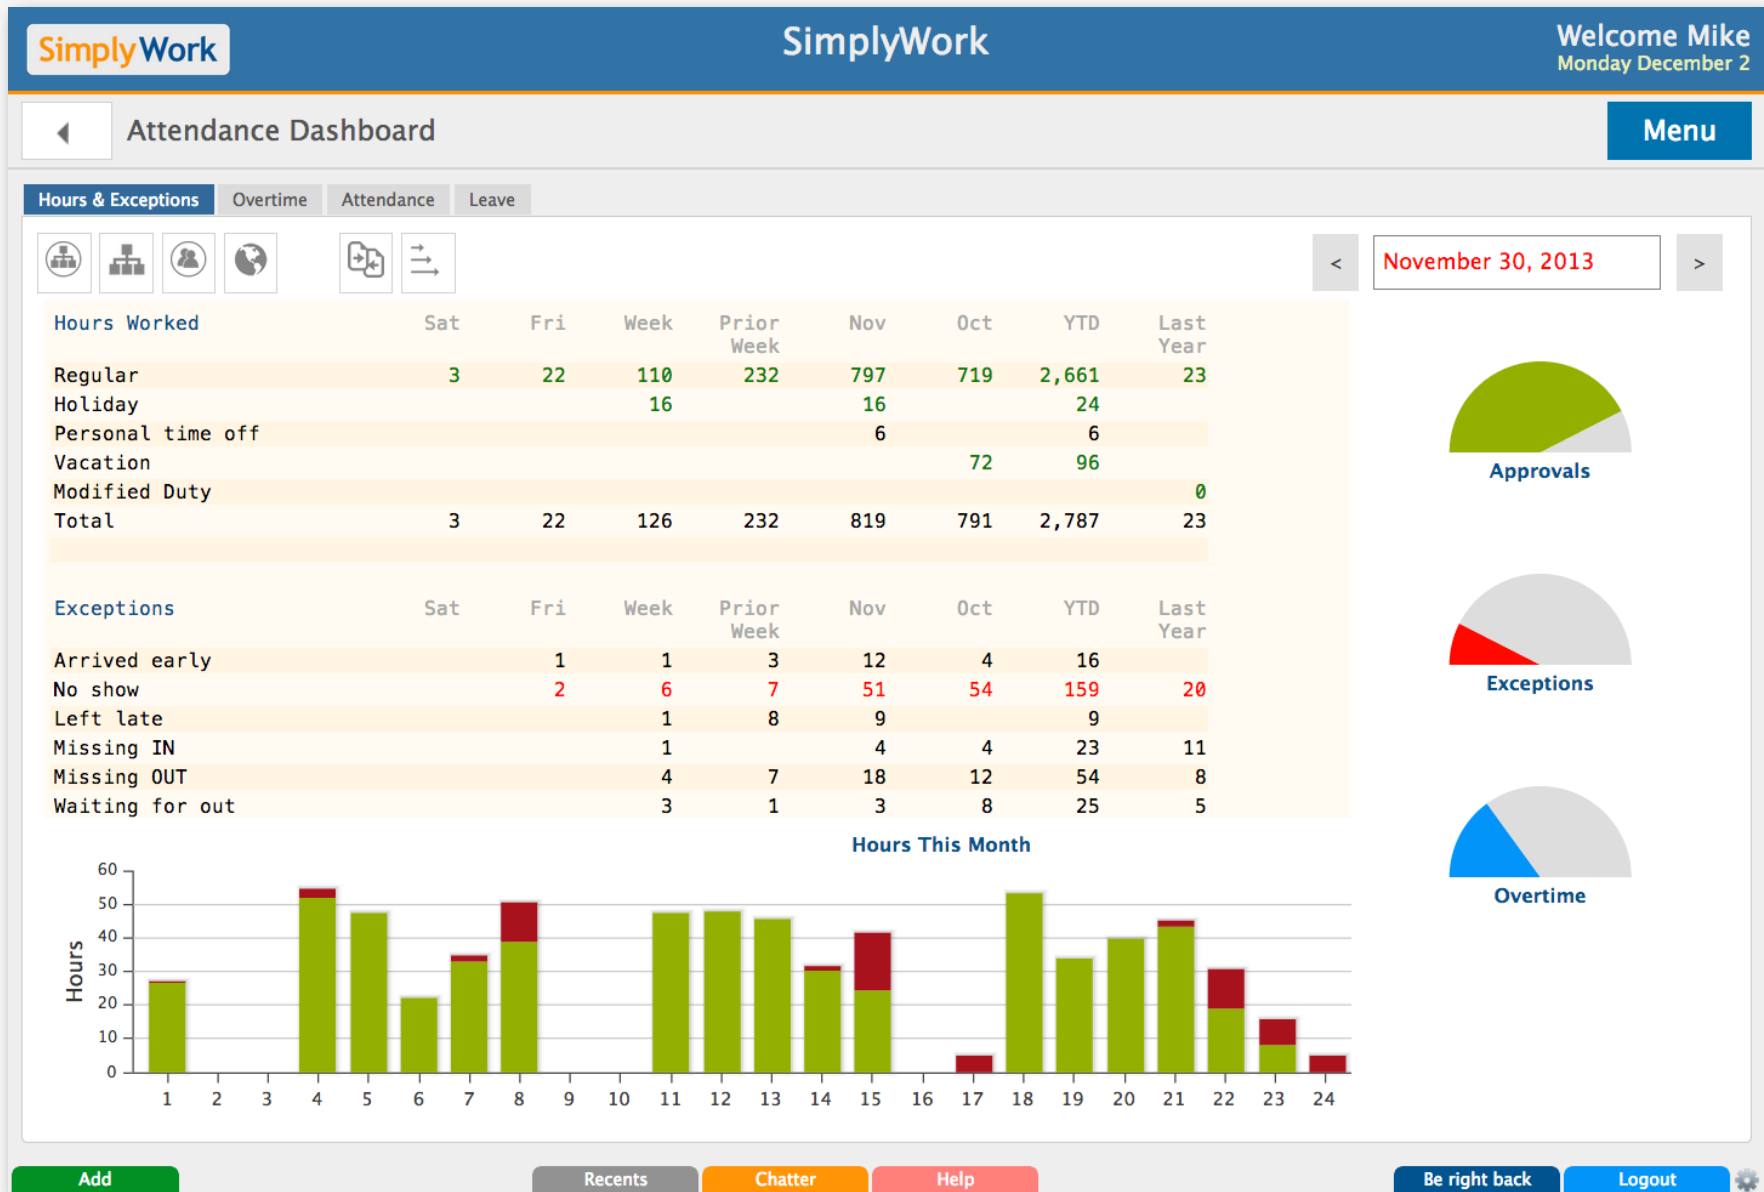 SimplyWork
SimplyWork
Welcome Mike
Monday December 2
Attendance Dashboard
Menu
Hours & Exceptions Overtime Attendance Leave
< November 30, 2013 >
Hours Worked Sat Fri Week Prior Week Nov Oct YTD Last Year
Regular 3 22 110 232 797 719 2,661 23
Holiday 16 16 24
Personal time off 6 6
Vacation 72 96
Modified Duty 0
Total 3 22 126 232 819 791 2,787 23
Exceptions Sat Fri Week Prior Week Nov Oct YTD Last Year
Arrived early 1 1 3 12 4 16
No show 2 6 7 51 54 159 20
Left late 1 8 9 9
Missing IN 1 4 4 23 11
Missing OUT 4 7 18 12 54 8
Waiting for out 3 1 3 8 25 5
Approvals
Exceptions
Overtime
Hours This Month
Hours
60
50
40
30
20
10
0
1 2 3 4 5 6 7 8 9 10 11 12 13 14 15 16 17 18 19 20 21 22 23 24
Add Recents Chatter Help Be right back Logout